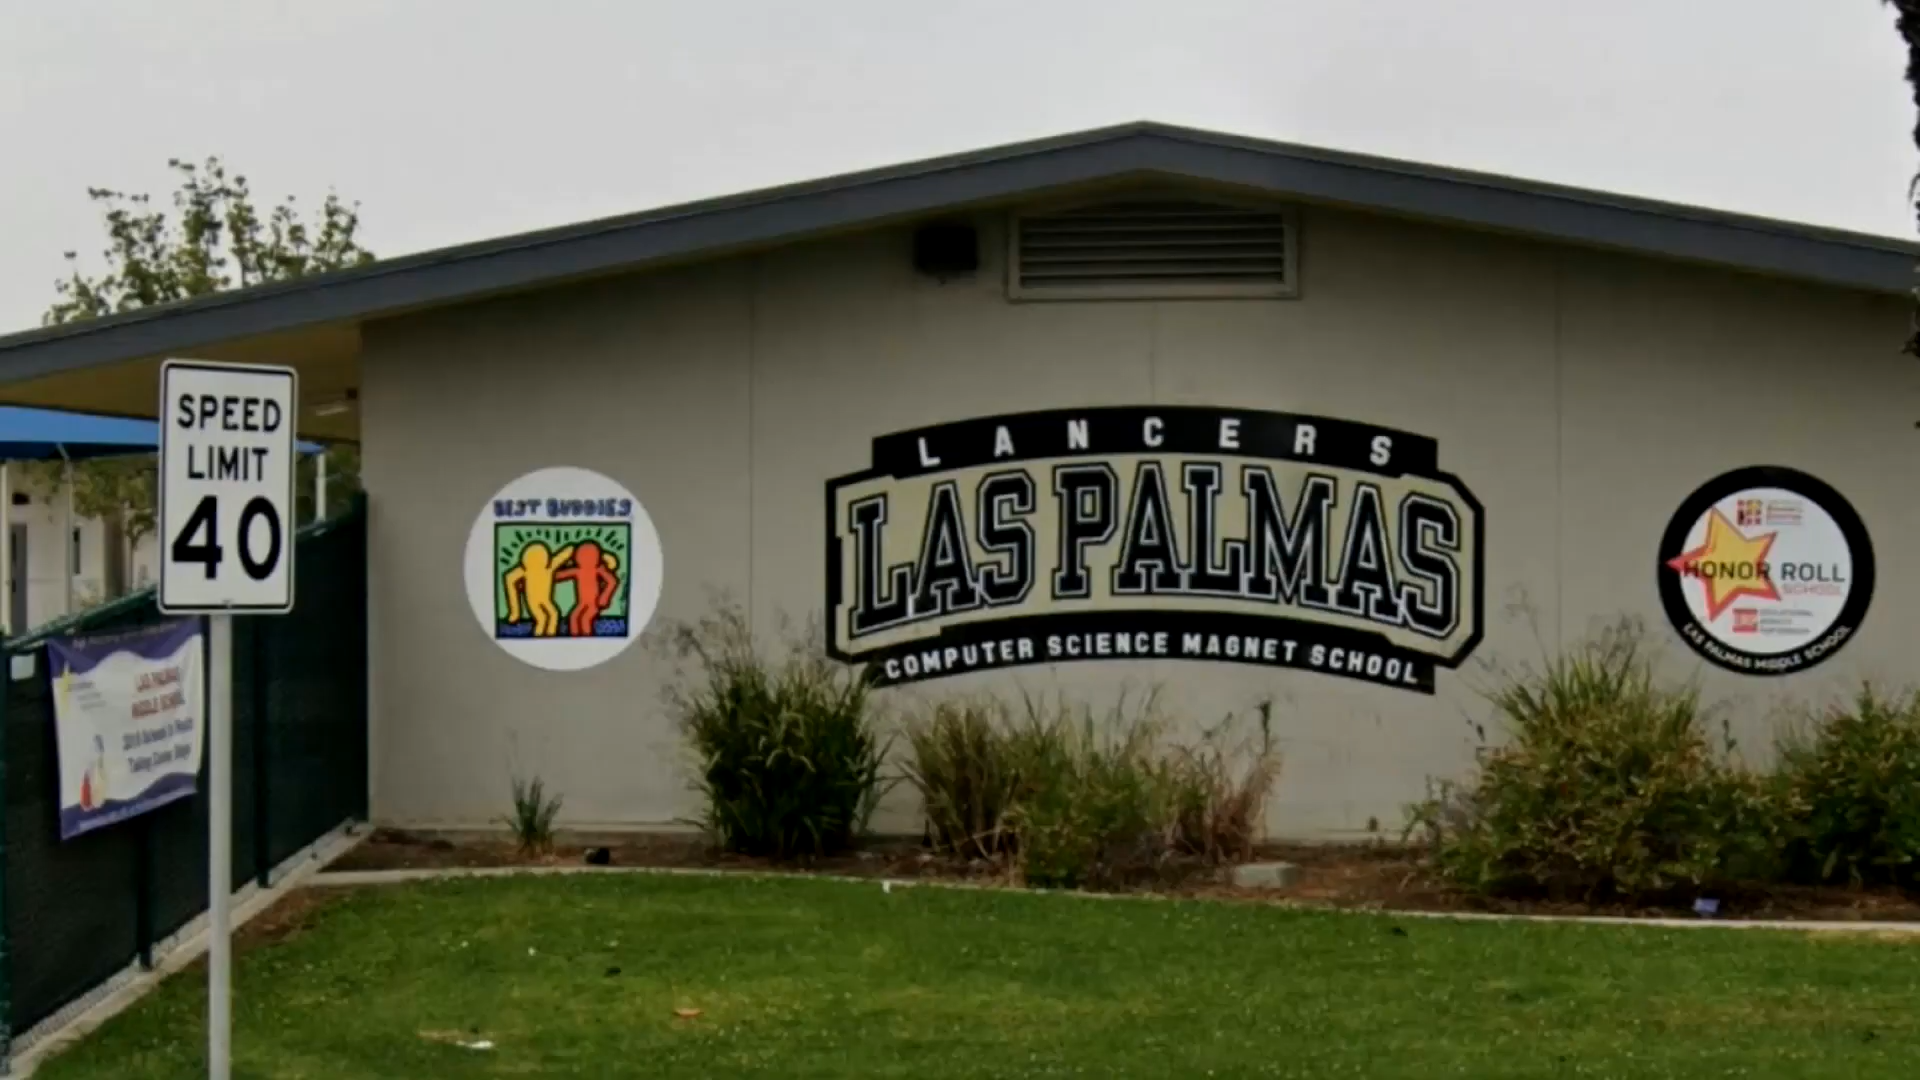 SPEED
LIMIT
40
BEST BUDDIES
LANCERS
LAS PALMAS
COMPUTER SCIENCE MAGNET SCHOOL
HONOR ROLL
SCHOOL
LAS PALMAS MIDDLE SCHOOL
LAS PALMAS
MIDDLE SCHOOL